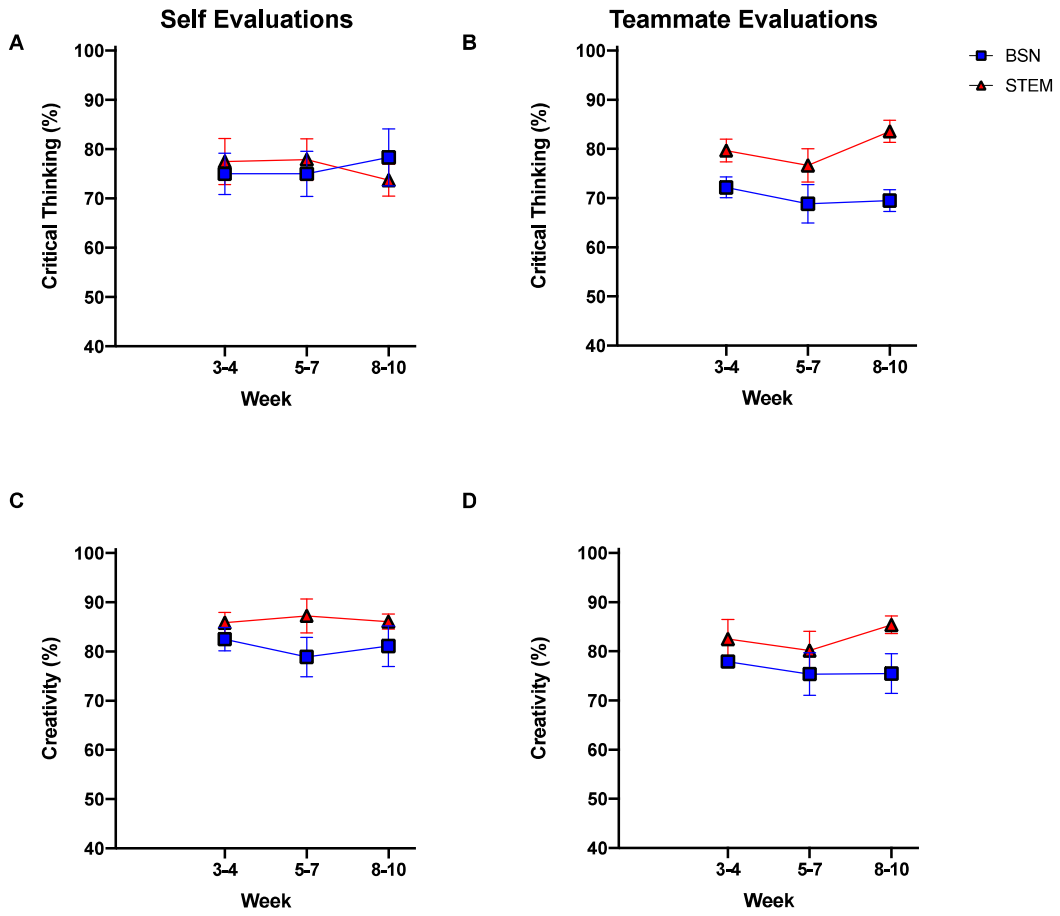 Self Evaluations
Teammate Evaluations
A
B
BSN
STEM
Critical Thinking (%)
100
90
80
70
60
50
40
3-4
5-7
8-10
Week
Critical Thinking (%)
100
90
80
70
60
50
40
3-4
5-7
8-10
Week
C
D
Creativity (%)
100
90
80
70
60
50
40
3-4
5-7
8-10
Week
Creativity (%)
100
90
80
70
60
50
40
3-4
5-7
8-10
Week